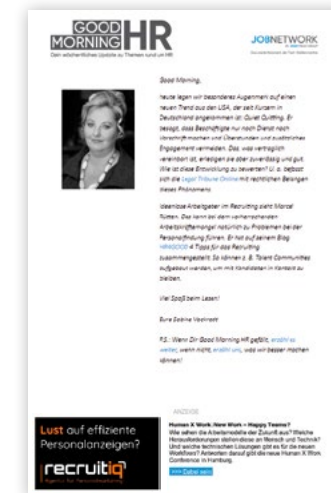 GOOD
MORNING HR
Dein wöchentliches Update zu Themen rund um HR
JOBNETWORK
Good Morning,
heute legen wir besonderes Augenmerk auf einen
neuen Trend aus den USA, der seit Kurzem in
Deutschland angekommen ist: Quiet Quitting. Er
besagt, dass Beschäftigte nur noch Dienst nach
Vorschrift machen und Überstunden und zusätzliches
Engagement vermeiden. Das, was vertraglich
vereinbart ist, erledigen sie aber zuverlässig und gut.
Wie ist diese Entwicklung zu bewerten? U. a. befasst
sich die Legal Tribune Online mit rechtlichen Belangen
dieses Phänomens.
Ideenlose Arbeitgeber im Recruiting sieht Marcel
Rütten. Das kann bei dem vorherrschenden
Arbeitskräftemangel natürlich zu Problemen bei der
Personalfindung führen. Er hat auf seinem Blog
HR4GOOD 4 Tipps für das Recruiting
zusammengestellt. So können z. B. Talent Communities
aufgebaut werden, um mit Kandidaten in Kontakt zu
bleiben.
Viel Spaß beim Lesen!
Eure Sabine Vockrodt
P.S.: Wenn Dir Good Morning HR gefällt, erzähl es
weiter, wenn nicht, erzähl uns, was wir besser machen
können!
ANZEIGE
Lust auf effiziente
Personalanzeigen?
recruitiq
Agentur für Personalmarketing
Human X Work: New Work = Happy Teams?
Wie sehen die Arbeitsmodelle der Zukunft aus? Welche
Herausforderungen stellen diese an Mensch und Technik?
Und welche technischen Lösungen gibt es für die neuen
Workflows? Antworten darauf gibt die neue Human X Work
Conference in Hamburg.
>>> Dabei sein